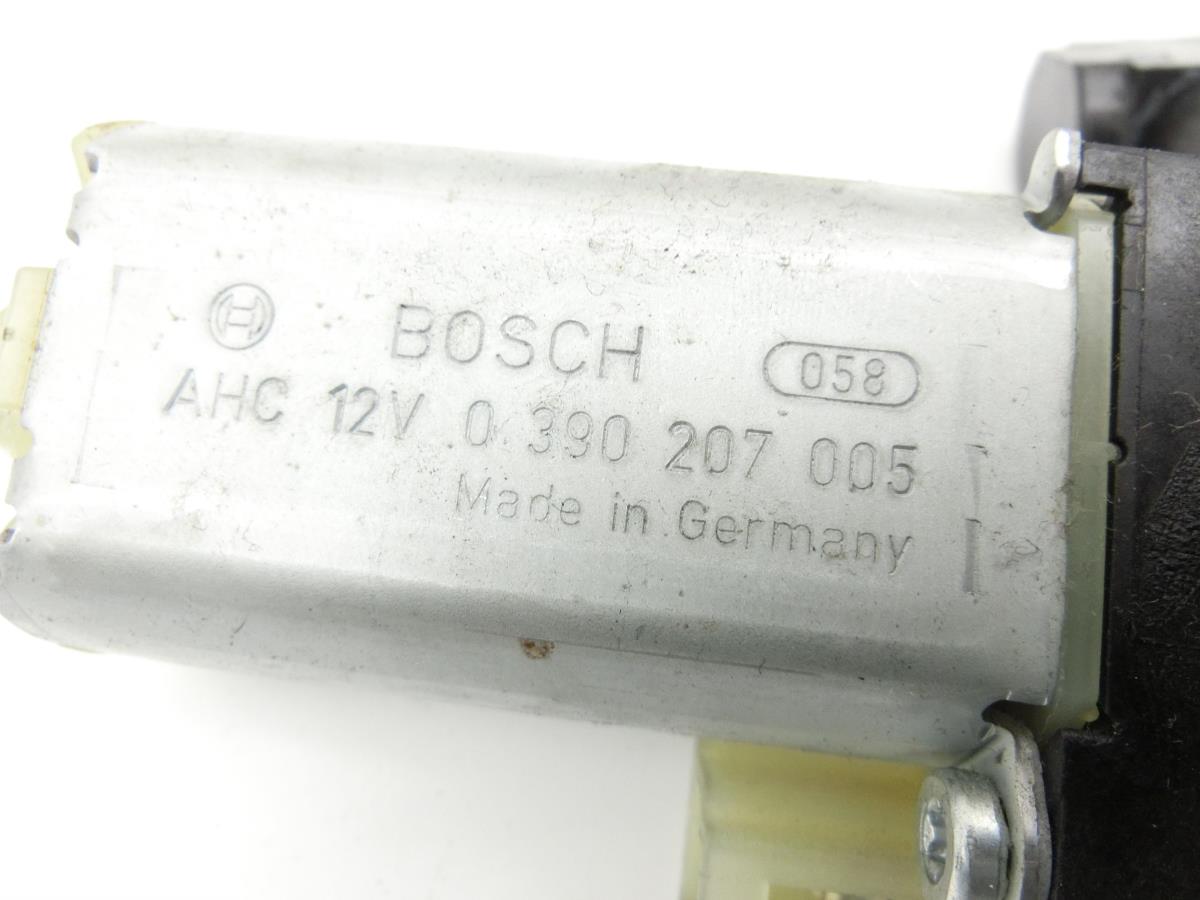 BOSCH 058
AHC 12V 0 390 207 005
Made in Germany